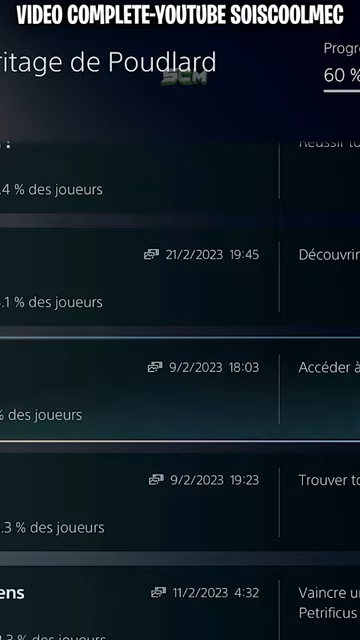 VIDEO COMPLETE-YOUTUBE SOISCOOLMEC
ritage de Poudlard
SCM
Progr
60 %
.4 % des joueurs
Réussir to
21/2/2023 19:45
Découvrir
.1 % des joueurs
9/2/2023 18:03
Accéder à
% des joueurs
9/2/2023 19:23
Trouver to
.3 % des joueurs
ens
11/2/2023 4:32
Vaincre u
Petrificus
% des joueurs